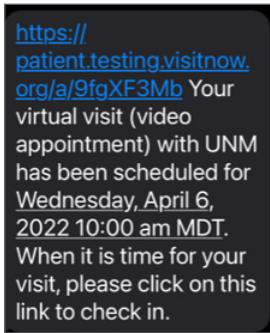 https://
patient.testing.visitnow.
org/a/9fgXF3Mb Your
virtual visit (video
appointment) with UNM
has been scheduled for
Wednesday, April 6,
2022 10:00 am MDT.
When it is time for your
visit, please click on this
link to check in.